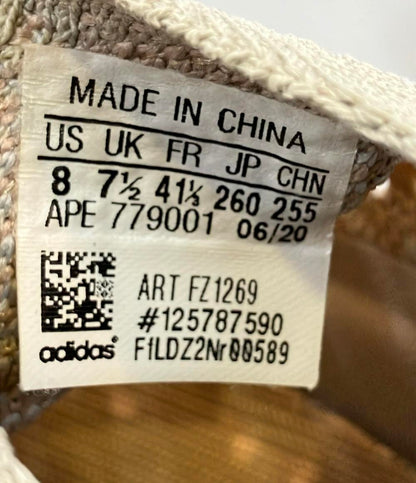 MADE IN CHINA
US UK FR JP CHN
8 7½ 41⅓ 260 255
APE 779001 06/20
ART FZ1269
#125787590
adidas® F1LDZ2Nr00589